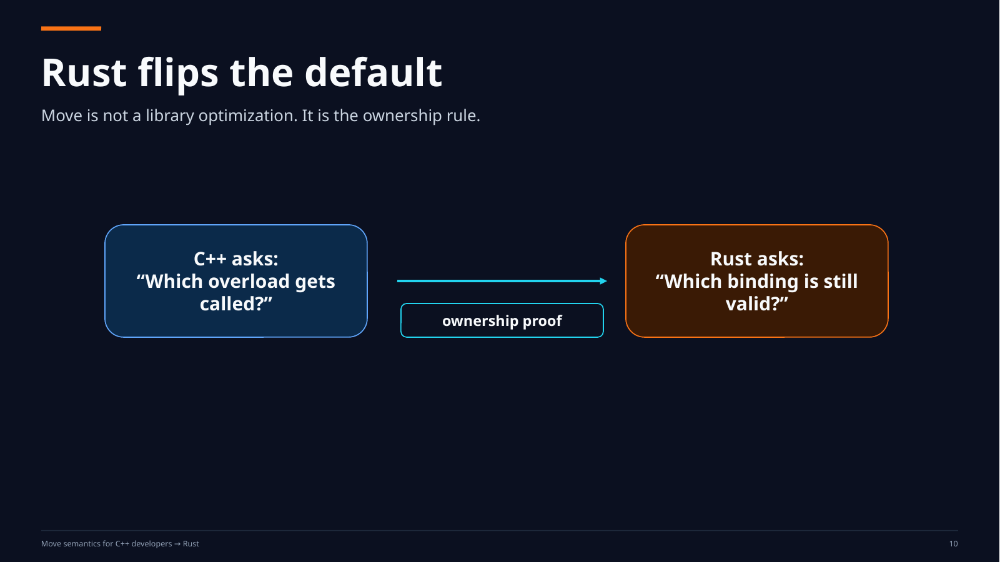 Rust flips the default
Move is not a library optimization. It is the ownership rule.
C++ asks:
“Which overload gets
called?”
ownership proof
Rust asks:
“Which binding is still
valid?”
Move semantics for C++ developers → Rust
10